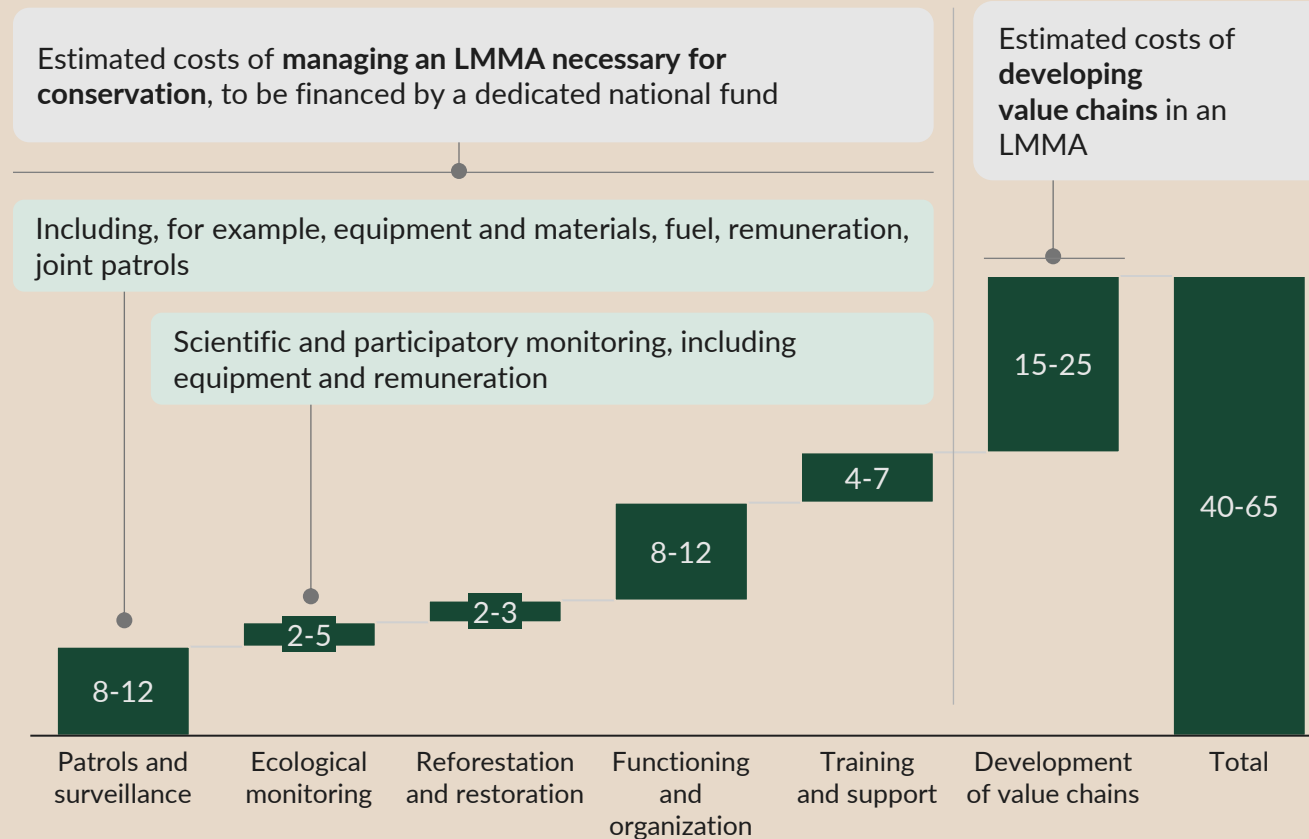 Estimated costs of managing an LMMA necessary for
conservation, to be financed by a dedicated national fund
Estimated costs of
developing
value chains in an
LMMA
Including, for example, equipment and materials, fuel, remuneration,
joint patrols
Scientific and participatory monitoring, including
equipment and remuneration
8-12
2-5
2-3
8-12
4-7
15-25
40-65
Patrols and
surveillance
Ecological
monitoring
Reforestation
and restoration
Functioning
and
organization
Training
and support
Development
of value chains
Total